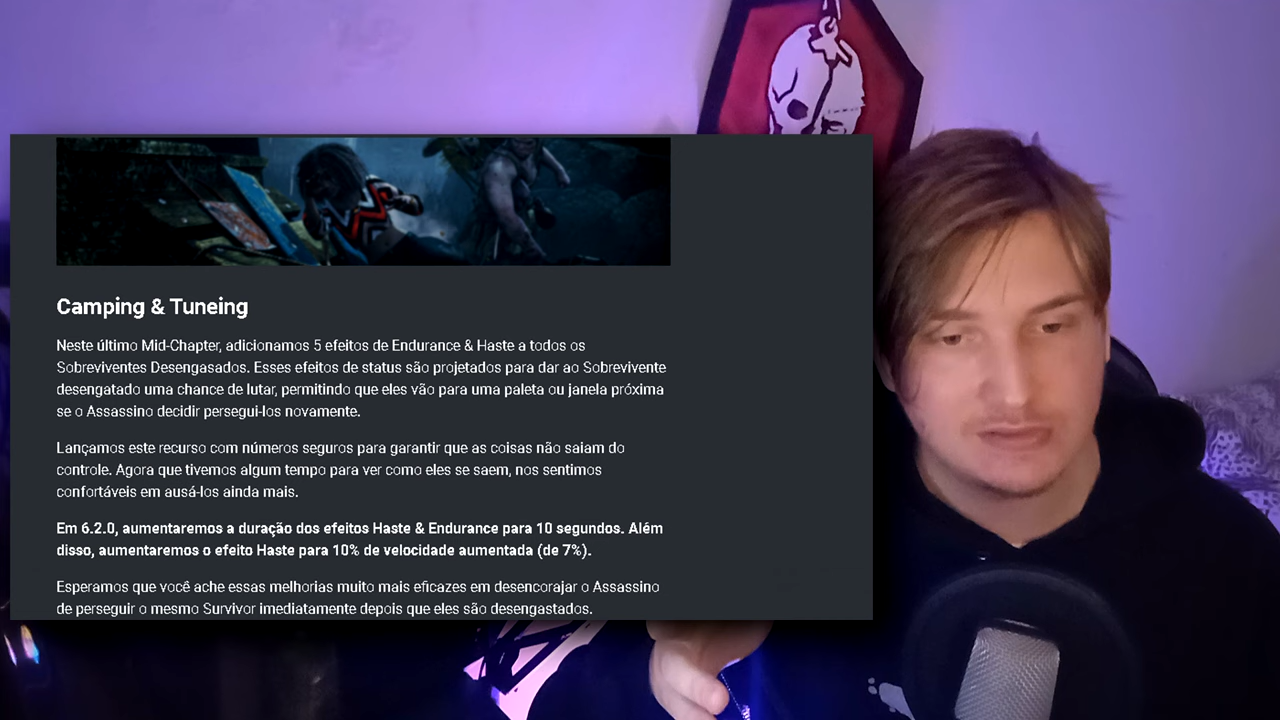 Camping & Tuneing
Neste último Mid-Chapter, adicionamos 5 efeitos de Endurance & Haste a todos os
Sobreviventes Desengasados. Esses efeitos de status são projetados para dar ao Sobrevivente
desengatado uma chance de lutar, permitindo que eles vão para uma paleta ou janela próxima
se o Assassino decidir persegui-los novamente.
Lançamos este recurso com números seguros para garantir que as coisas não saiam do
controle. Agora que tivemos algum tempo para ver como eles se saem, nos sentimos
confortáveis em ausá-los ainda mais.
Em 6.2.0, aumentaremos a duração dos efeitos Haste & Endurance para 10 segundos. Além
disso, aumentaremos o efeito Haste para 10% de velocidade aumentada (de 7%).
Esperamos que você ache essas melhorias muito mais eficazes em desencorajar o Assassino
de perseguir o mesmo Survivor imediatamente depois que eles são desengastados.